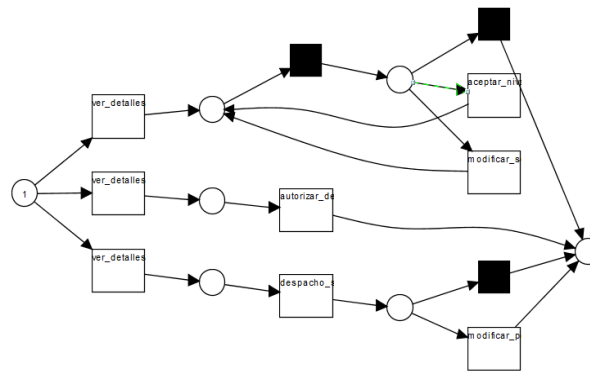 aceptar_niv
ver_detalles
modificar_s
ver_detalles
1
autorizar_de
ver_detalles
despacho_s
modificar_p